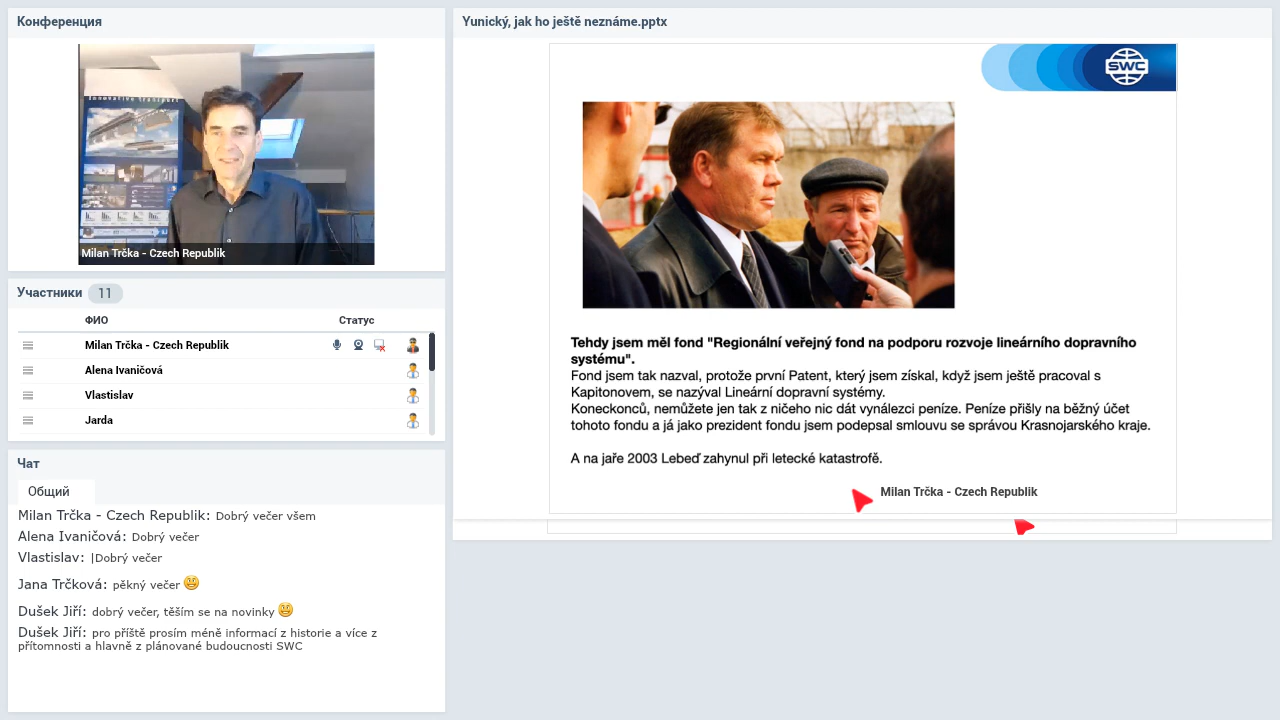 Конференция
Innovative transport
Milan Trčka - Czech Republik
Участники 11
ФИО Статус
Milan Trčka - Czech Republik
Alena Ivaničová
Vlastislav
Jarda
Чат
Общий
Milan Trčka - Czech Republik: Dobrý večer všem
Alena Ivaničová: Dobrý večer
Vlastislav: |Dobrý večer
Jana Trčková: pěkný večer
Dušek Jiří: dobrý večer, těším se na novinky
Dušek Jiří: pro příště prosím méně informací z historie a více z
přítomnosti a hlavně z plánované budoucnosti SWC
Yunický, jak ho ještě neznáme.pptx
SWC
Tehdy jsem měl fond "Regionální veřejný fond na podporu rozvoje lineárního dopravního
systému".
Fond jsem tak nazval, protože první Patent, který jsem získal, když jsem ještě pracoval s
Kapitonovem, se nazýval Lineární dopravní systémy.
Koneckonců, nemůžete jen tak z ničeho nic dát vynálezci peníze. Peníze přišly na běžný účet
tohoto fondu a já jako prezident fondu jsem podepsal smlouvu se správou Krasnojarského kraje.
A na jaře 2003 Lebeď zahynul při letecké katastrofě.
Milan Trčka - Czech Republik